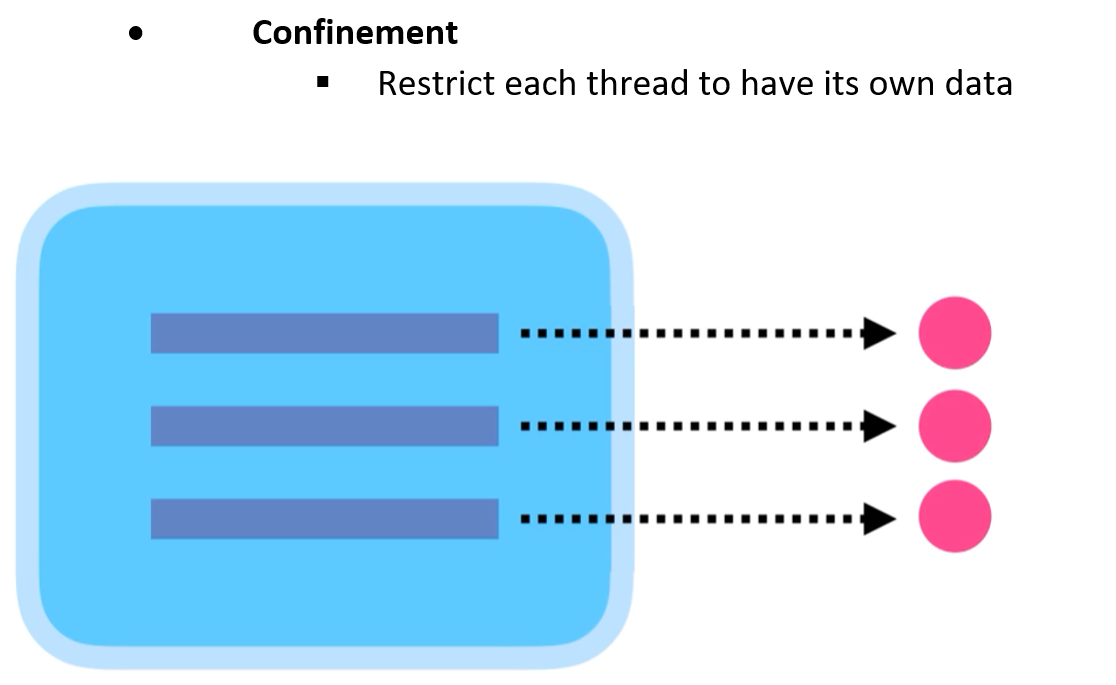 • Confinement
▪ Restrict each thread to have its own data